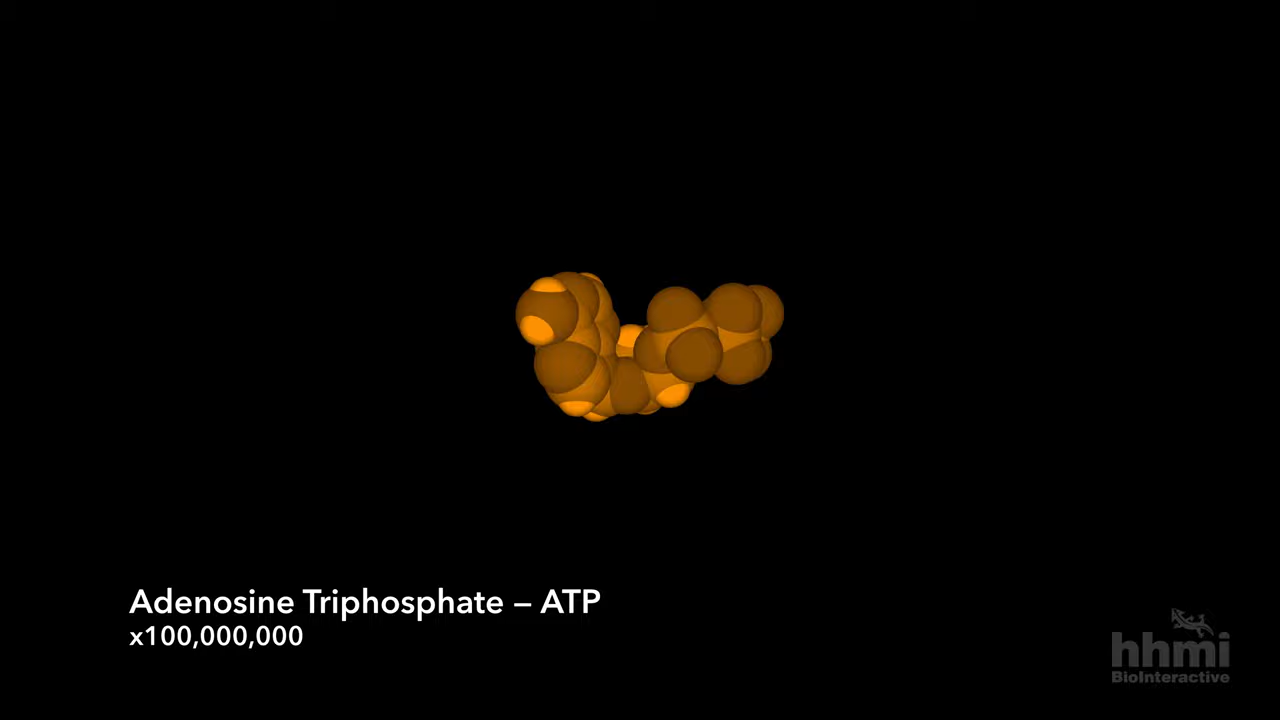 Adenosine Triphosphate – ATP
x100,000,000
hhmi
BioInteractive